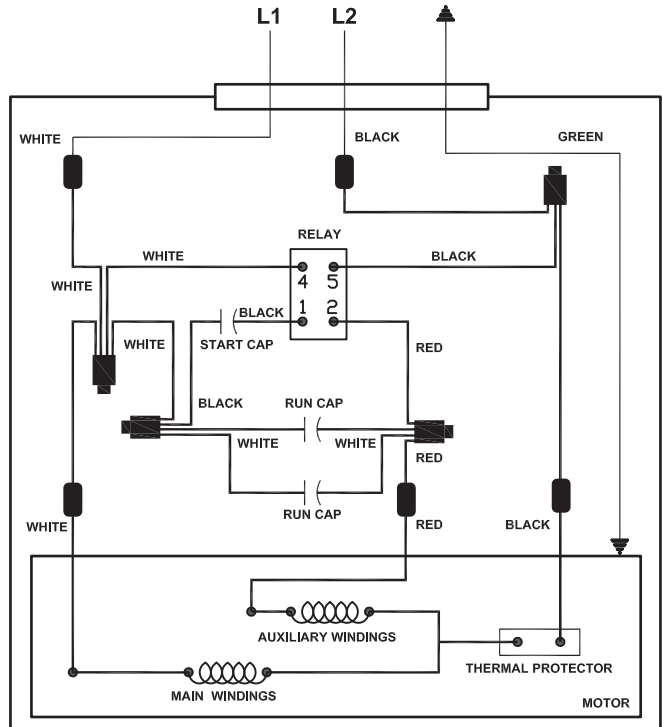 L1
L2
WHITE
BLACK
GREEN
RELAY
WHITE
BLACK
WHITE
4 5
BLACK
1 2
WHITE
START CAP
RED
BLACK
RUN CAP
WHITE
WHITE
RED
RUN CAP
WHITE
RED
BLACK
AUXILIARY WINDINGS
THERMAL PROTECTOR
MAIN WINDINGS
MOTOR